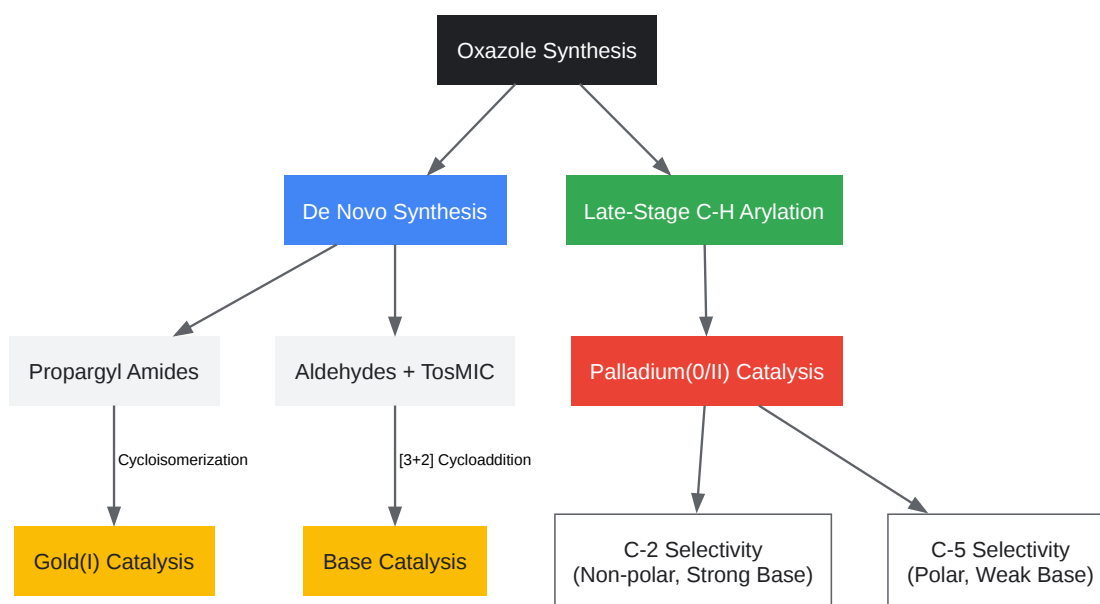 Oxazole Synthesis
De Novo Synthesis
Late-Stage C-H Arylation
Propargyl Amides
Aldehydes + TosMIC
Palladium(0/II) Catalysis
Cycloisomerization
[3+2] Cycloaddition
Gold(I) Catalysis
Base Catalysis
C-2 Selectivity
(Non-polar, Strong Base)
C-5 Selectivity
(Polar, Weak Base)